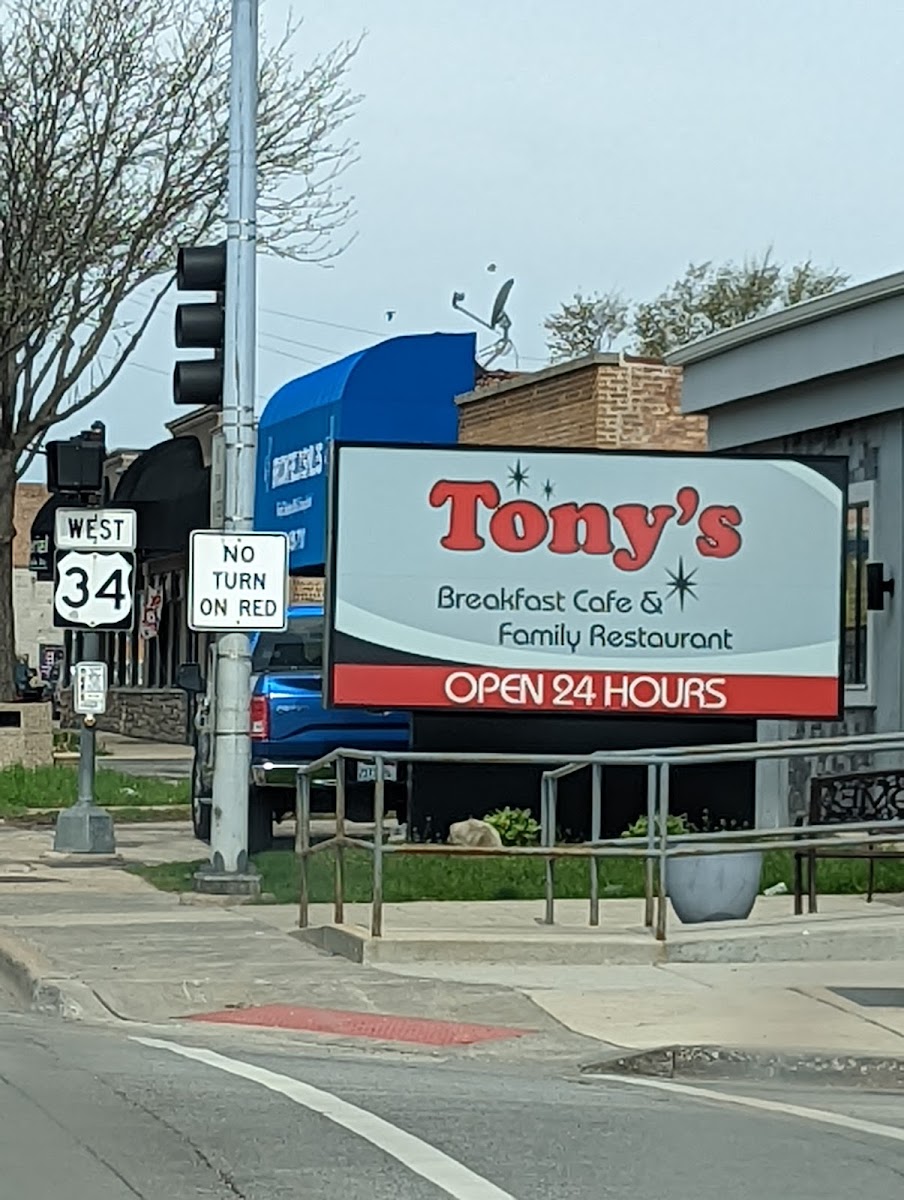 WEST
34
NO
TURN
ON RED
Tony's
Breakfast Cafe &
Family Restaurant
OPEN 24 HOURS